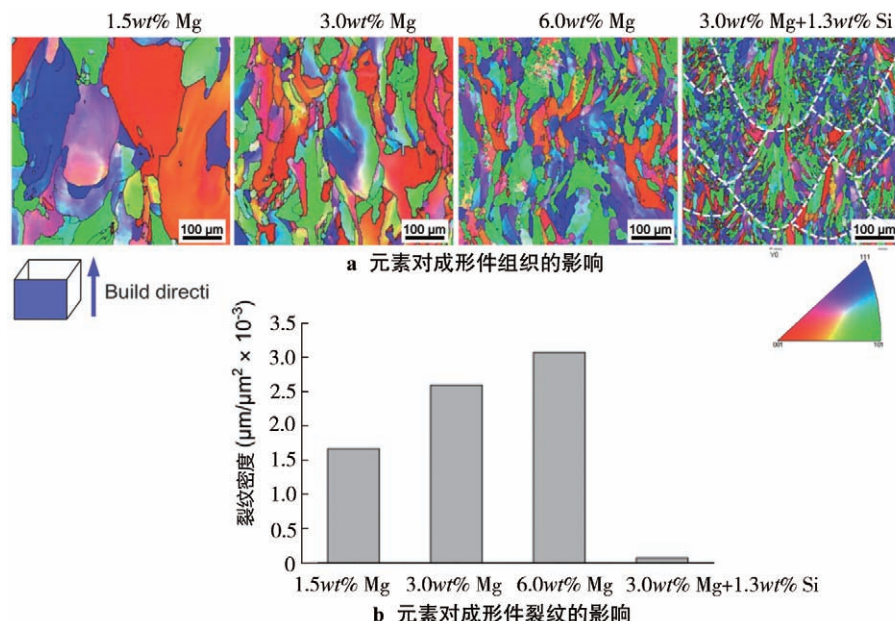 1.5wt% Mg 3.0wt% Mg 6.0wt% Mg 3.0wt% Mg+1.3wt% Si
100 μm 100 μm 100 μm 100 μm
a 元素对成形件组织的影响
Build directi
Y0 111
001 101
裂纹密度 (μm/μm² × 10⁻³)
3.5
3.0
2.5
2.0
1.5
1.0
0.5
0
1.5wt% Mg 3.0wt% Mg 6.0wt% Mg 3.0wt% Mg+1.3wt% Si
b 元素对成形件裂纹的影响